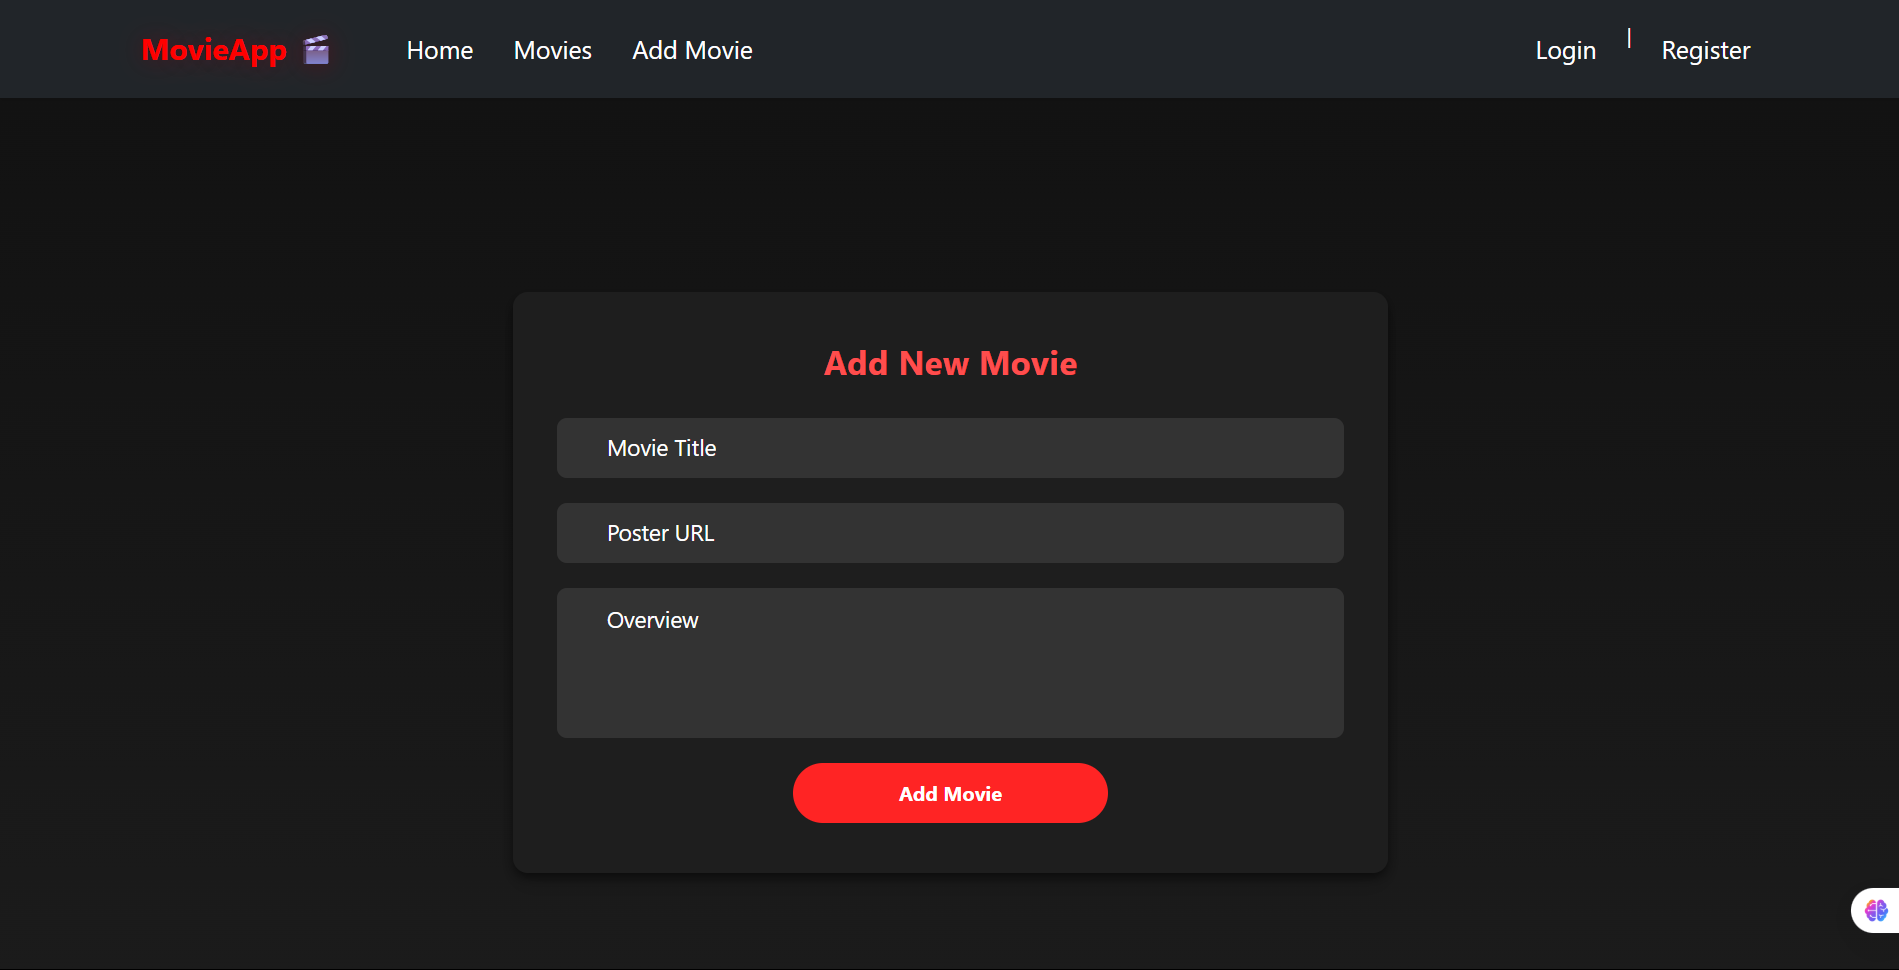 MovieApp 🎬 Home Movies Add Movie Login | Register
Add New Movie
Movie Title
Poster URL
Overview
Add Movie